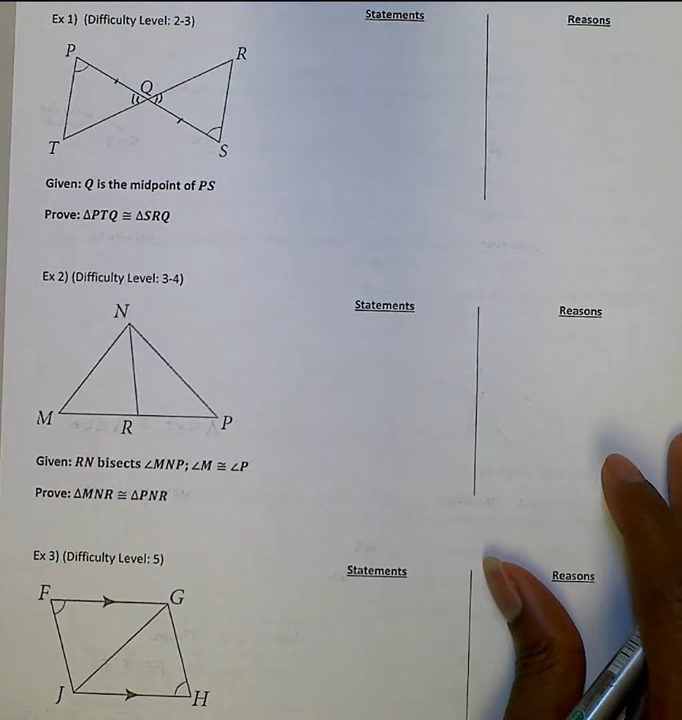 Ex 1) (Difficulty Level: 2-3)
Statements
Reasons
P
R
Q
T
S
Given: Q is the midpoint of PS
Prove: ΔPTQ ≅ ΔSRQ
Ex 2) (Difficulty Level: 3-4)
Statements
Reasons
N
M
R
P
Given: RN bisects ∠MNP; ∠M ≅ ∠P
Prove: ΔMNR ≅ ΔPNR
Ex 3) (Difficulty Level: 5)
Statements
Reasons
F
G
J
H